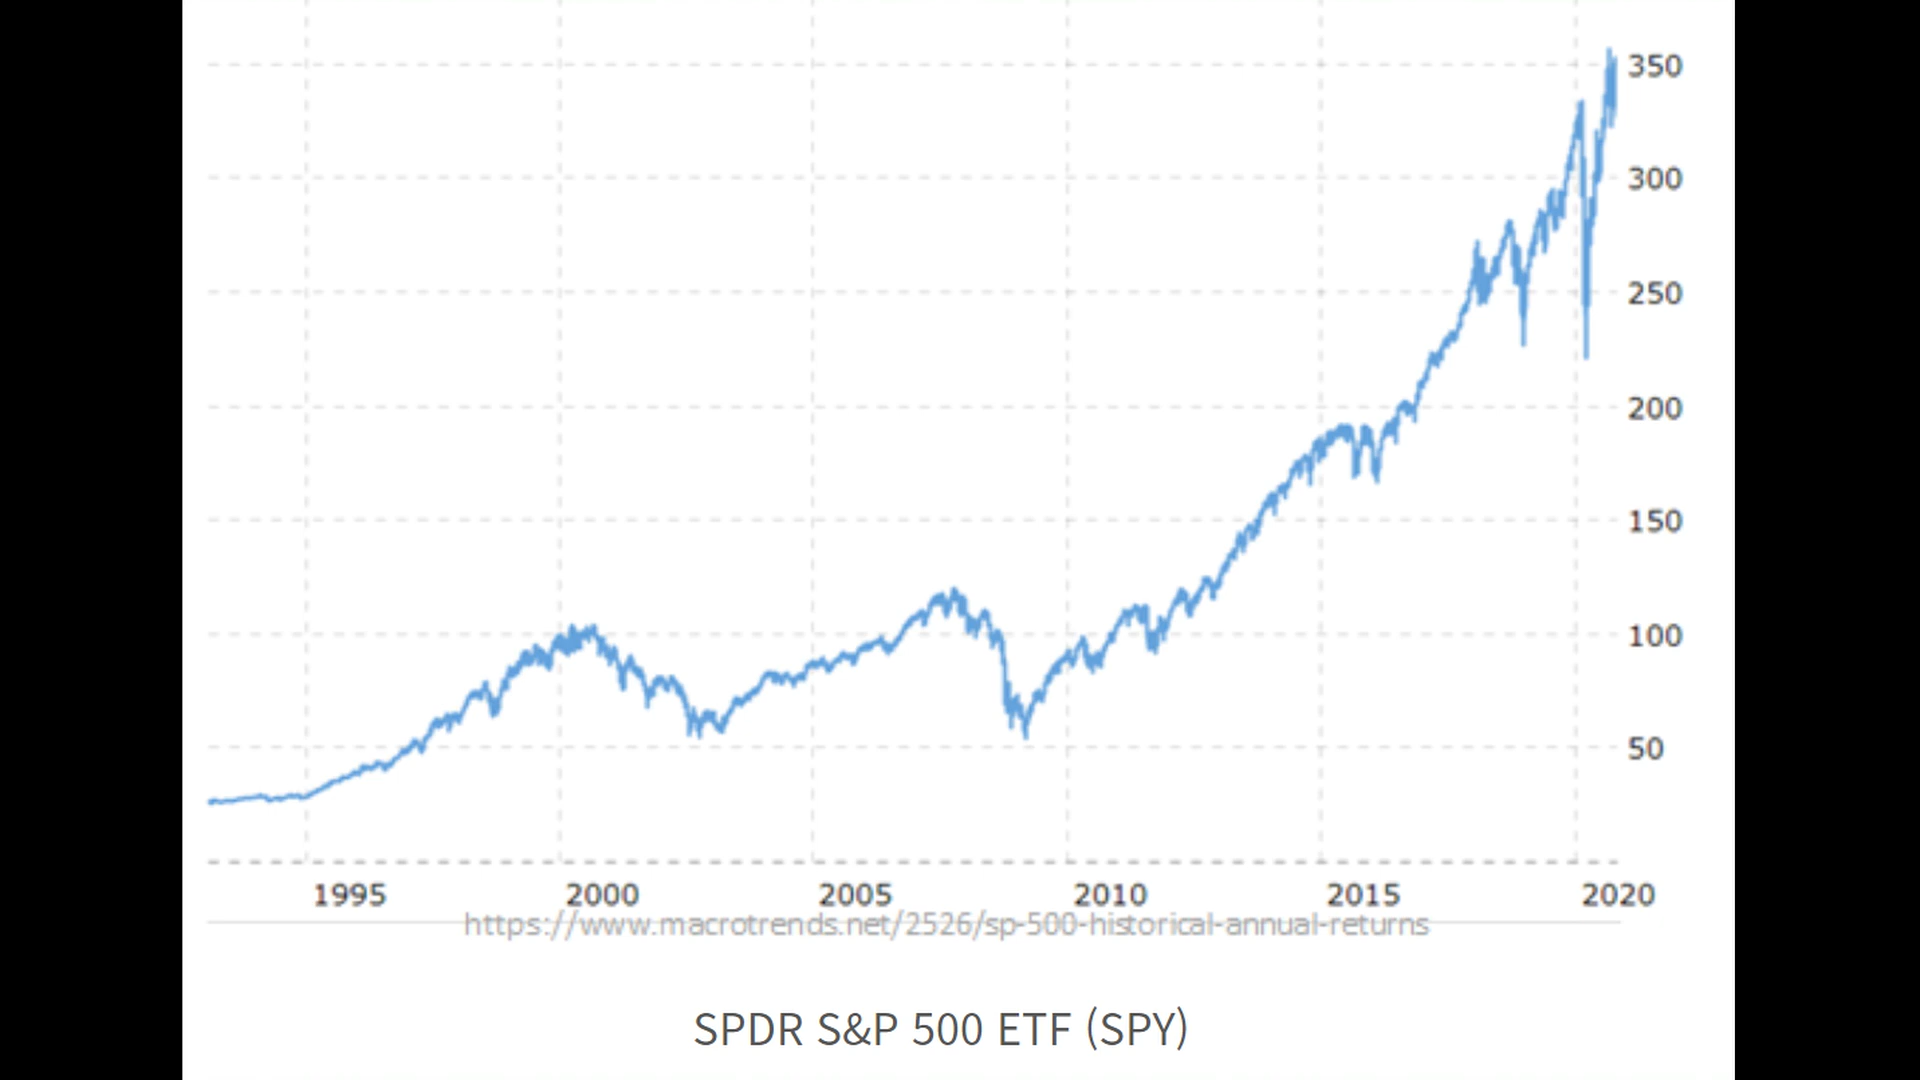 350
300
250
200
150
100
50
1995 2000 2005 2010 2015 2020
https://www.macrotrends.net/2526/sp-500-historical-annual-returns
SPDR S&P 500 ETF (SPY)